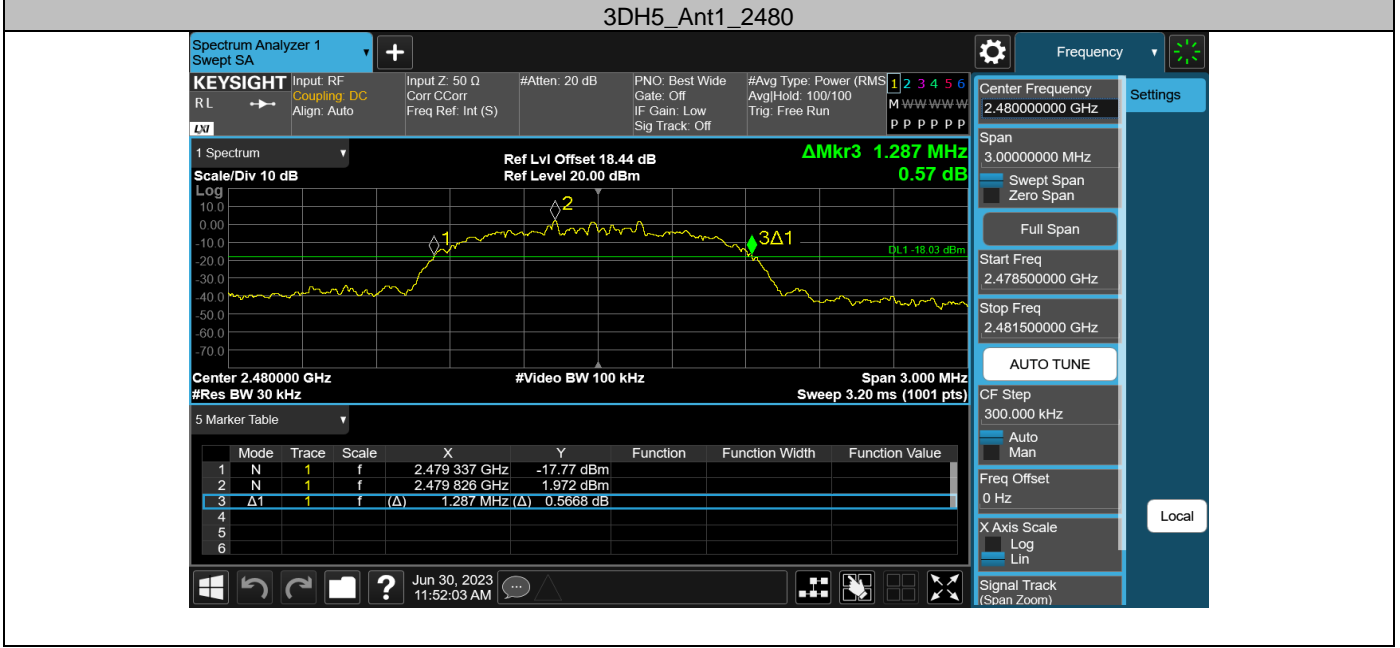 3DH5_Ant1_2480
Spectrum Analyzer 1
Swept SA
+
Frequency
KEYSIGHT
R L
LXI
Input: RF
Coupling: DC
Align: Auto
Input Z: 50 Ω
Corr CCorr
Freq Ref: Int (S)
#Atten: 20 dB
PNO: Best Wide
Gate: Off
IF Gain: Low
Sig Track: Off
#Avg Type: Power (RMS
Avg|Hold: 100/100
Trig: Free Run
1 2 3 4 5 6
M W W W W W
P P P P P P
1 Spectrum
Scale/Div 10 dB
Ref Lvl Offset 18.44 dB
Ref Level 20.00 dBm
ΔMkr3 1.287 MHz
0.57 dB
Log
10.0
0.00
-10.0
-20.0
-30.0
-40.0
-50.0
-60.0
-70.0
1
2
3Δ1
DL1 -18.03 dBm
Center 2.480000 GHz
#Video BW 100 kHz
Span 3.000 MHz
#Res BW 30 kHz
Sweep 3.20 ms (1001 pts)
5 Marker Table
Mode Trace Scale X Y Function Function Width Function Value
1 N 1 f 2.479 337 GHz -17.77 dBm
2 N 1 f 2.479 826 GHz 1.972 dBm
3 Δ1 1 f (Δ) 1.287 MHz (Δ) 0.5668 dB
4
5
6
Jun 30, 2023
11:52:03 AM
?
Center Frequency
2.480000000 GHz
Span
3.00000000 MHz
Swept Span
Zero Span
Full Span
Start Freq
2.478500000 GHz
Stop Freq
2.481500000 GHz
AUTO TUNE
CF Step
300.000 kHz
Auto
Man
Freq Offset
0 Hz
X Axis Scale
Log
Lin
Signal Track
(Span Zoom)
Settings
Local